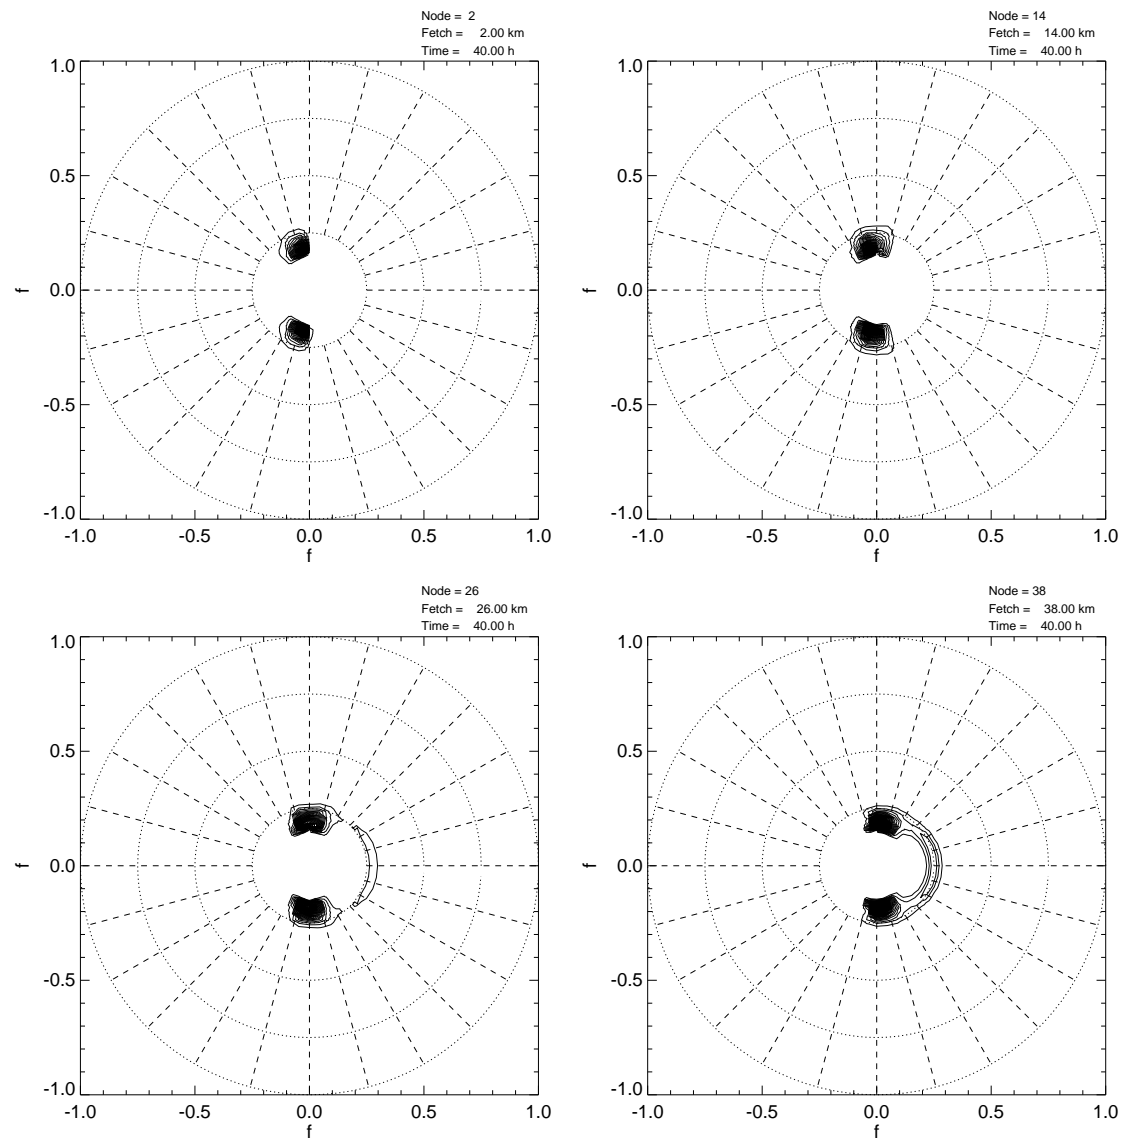 Node = 2
Fetch = 2.00 km
Time = 40.00 h
1.0
0.5
0.0
-0.5
-1.0
f
-1.0 -0.5 0.0 0.5 1.0
f
Node = 14
Fetch = 14.00 km
Time = 40.00 h
1.0
0.5
0.0
-0.5
-1.0
f
-1.0 -0.5 0.0 0.5 1.0
f
Node = 26
Fetch = 26.00 km
Time = 40.00 h
1.0
0.5
0.0
-0.5
-1.0
f
-1.0 -0.5 0.0 0.5 1.0
f
Node = 38
Fetch = 38.00 km
Time = 40.00 h
1.0
0.5
0.0
-0.5
-1.0
f
-1.0 -0.5 0.0 0.5 1.0
f